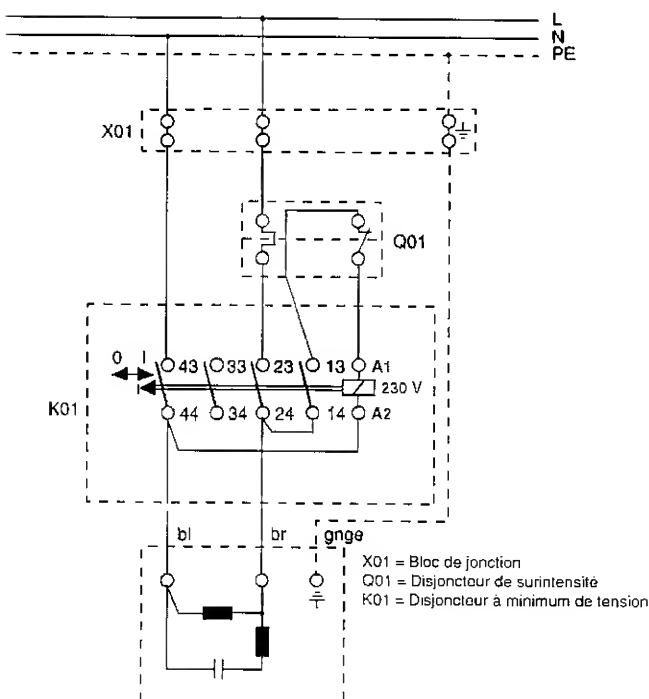 L
N
PE
X01
Q01
0 I
43 33 23 13 A1
230 V
K01
44 34 24 14 A2
bl br gnge
X01 = Bloc de jonction
Q01 = Disjoncteur de surintensité
K01 = Disjoncteur à minimum de tension